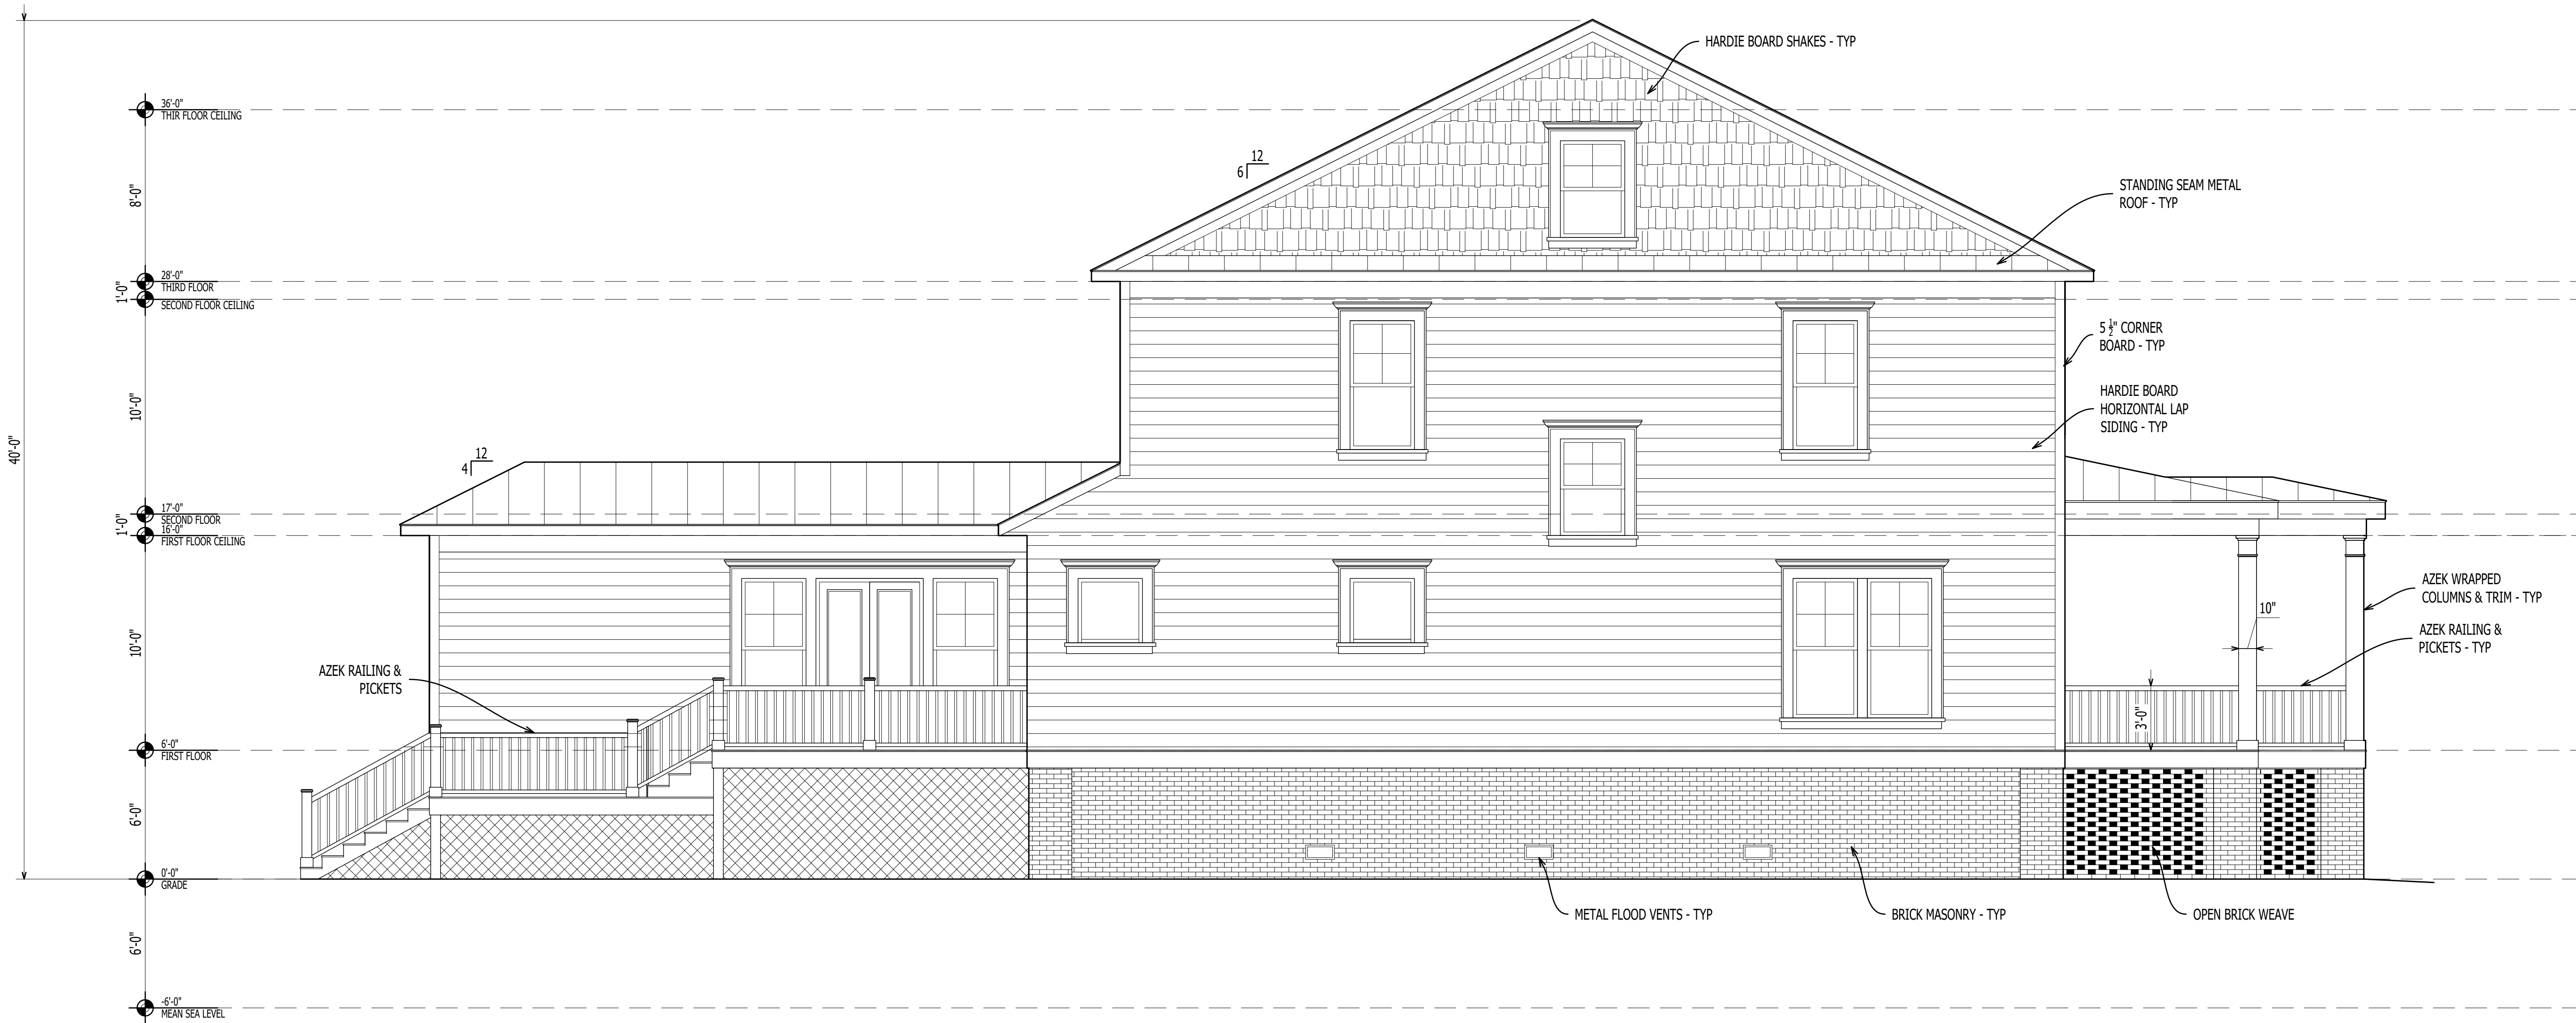 HARDIE BOARD SHAKES - TYP
36'-0"
THIR FLOOR CEILING
12
6
8'-0"
STANDING SEAM METAL
ROOF - TYP
28'-0"
THIRD FLOOR
1'-0"
SECOND FLOOR CEILING
5 1/2" CORNER
BOARD - TYP
10'-0"
HARDIE BOARD
HORIZONTAL LAP
SIDING - TYP
40'-0"
12
4
17'-0"
SECOND FLOOR
1'-0"
16'-0"
FIRST FLOOR CEILING
AZEK WRAPPED
COLUMNS & TRIM - TYP
10"
10'-0"
AZEK RAILING &
PICKETS - TYP
AZEK RAILING &
PICKETS
3'-0"
6'-0"
FIRST FLOOR
6'-0"
0'-0"
GRADE
METAL FLOOD VENTS - TYP
BRICK MASONRY - TYP
OPEN BRICK WEAVE
6'-0"
-6'-0"
MEAN SEA LEVEL